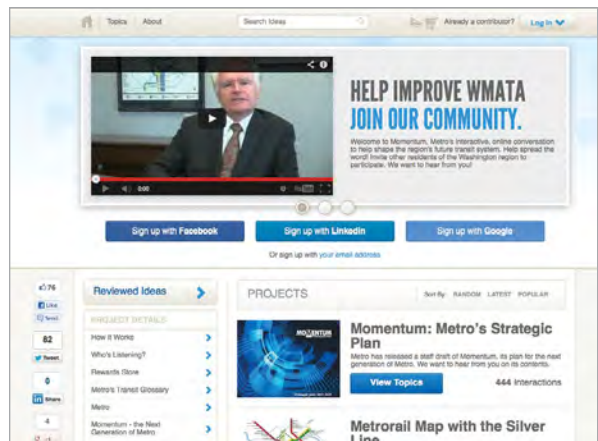 Topics About Search Ideas Already a contributor? Log In
0:00
HELP IMPROVE WMATA
JOIN OUR COMMUNITY.
Welcome to Momentum, Metro's interactive, online conversation
to help shape the region's future transit system. Help spread the
word! Invite other residents of the Washington region to
participate. We want to hear from you!
Sign up with Facebook Sign up with LinkedIn Sign up with Google
Or sign up with your email address
76
Like
Send
82
Tweet
0
in Share
4
+1
Reviewed Ideas
PROJECT DETAILS
How It Works
Who's Listening?
Rewards Store
Metro's Transit Glossary
Metro
Momentum - the Next
Generation of Metro
PROJECTS Sort By RANDOM LATEST POPULAR
MOMENTUM
Momentum: Metro's Strategic
Plan
Metro has released a staff draft of Momentum, its plan for the next
generation of Metro. We want to hear from you on its contents.
View Topics 444 Interactions
Metrorail Map with the Silver
Line